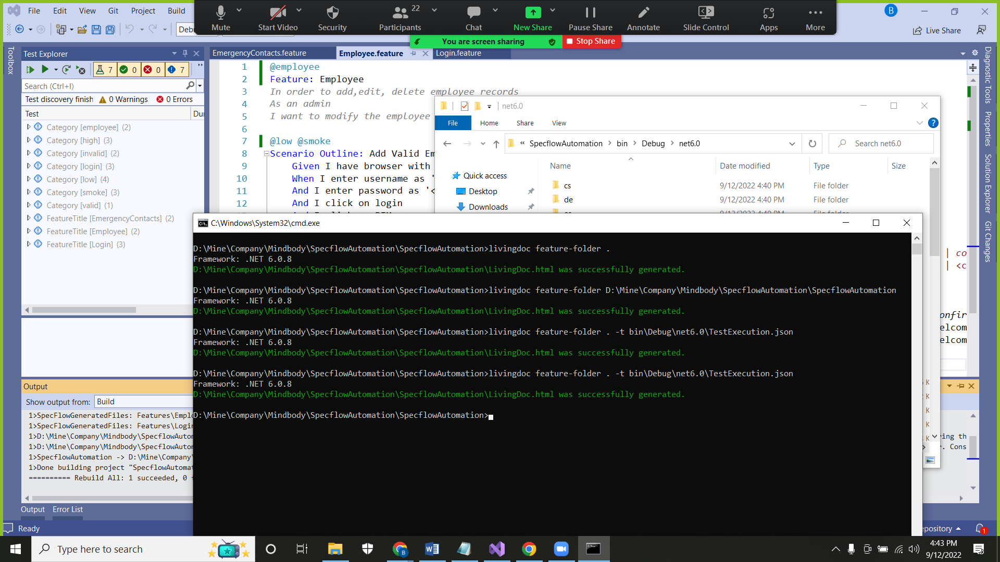 File Edit View Git Project Build
Mute Start Video Security Participants 22 Chat New Share Pause Share Annotate Slide Control Apps More
B
Live Share
You are screen sharing Stop Share
Toolbox
Test Explorer
7 0 0 7
Search (Ctrl+I)
Test discovery finish 0 Warnings 0 Errors
Test
Category [employee] (2)
Category [high] (3)
Category [invalid] (2)
Category [login] (3)
Category [low] (4)
Category [smoke] (3)
Category [valid] (1)
FeatureTitle [EmergencyContacts] (2)
FeatureTitle [Employee] (2)
FeatureTitle [Login] (3)
EmergencyContacts.feature Employee.feature Login.feature
1 @employee
2 Feature: Employee
3 In order to add,edit, delete employee records
4 As an admin
5 I want to modify the employee
6
7 @low @smoke
8 Scenario Outline: Add Valid Em
9 Given I have browser with
10 When I enter username as '
11 And I enter password as '<
12 And I click on login
net6.0
File Home Share View
« SpecflowAutomation bin Debug net6.0
Search net6.0
Quick access
Desktop
Downloads
Name Date modified Type Size
cs 9/12/2022 4:40 PM File folder
de 9/12/2022 4:40 PM File folder
C:\Windows\System32\cmd.exe
D:\Mine\Company\Mindbody\SpecflowAutomation\SpecflowAutomation>livingdoc feature-folder .
Framework: .NET 6.0.8
D:\Mine\Company\Mindbody\SpecflowAutomation\SpecflowAutomation\LivingDoc.html was successfully generated.
D:\Mine\Company\Mindbody\SpecflowAutomation\SpecflowAutomation>livingdoc feature-folder D:\Mine\Company\Mindbody\SpecflowAutomation\SpecflowAutomation
Framework: .NET 6.0.8
D:\Mine\Company\Mindbody\SpecflowAutomation\SpecflowAutomation\LivingDoc.html was successfully generated.
D:\Mine\Company\Mindbody\SpecflowAutomation\SpecflowAutomation>livingdoc feature-folder . -t bin\Debug\net6.0\TestExecution.json
Framework: .NET 6.0.8
D:\Mine\Company\Mindbody\SpecflowAutomation\SpecflowAutomation\LivingDoc.html was successfully generated.
D:\Mine\Company\Mindbody\SpecflowAutomation\SpecflowAutomation>livingdoc feature-folder . -t bin\Debug\net6.0\TestExecution.json
Framework: .NET 6.0.8
D:\Mine\Company\Mindbody\SpecflowAutomation\SpecflowAutomation\LivingDoc.html was successfully generated.
D:\Mine\Company\Mindbody\SpecflowAutomation\SpecflowAutomation>
| co
| <c
onfir
elcom
elcom
Diagnostic Tools
Properties
Solution Explorer
Git Changes
Output
Show output from: Build
1>SpecFlowGeneratedFiles: Features\Emplo
1>SpecFlowGeneratedFiles: Features\Login
1>D:\Mine\Company\Mindbody\SpecflowAutom
1>D:\Mine\Company\Mindbody\SpecflowAutom
1>SpecflowAutomation -> D:\Mine\Company\
1>Done building project "SpecflowAutomat
========== Rebuild All: 1 succeeded, 0 f
ring th
r. Cons
Output Error List
Ready
epository
1
Type here to search
4:43 PM
9/12/2022